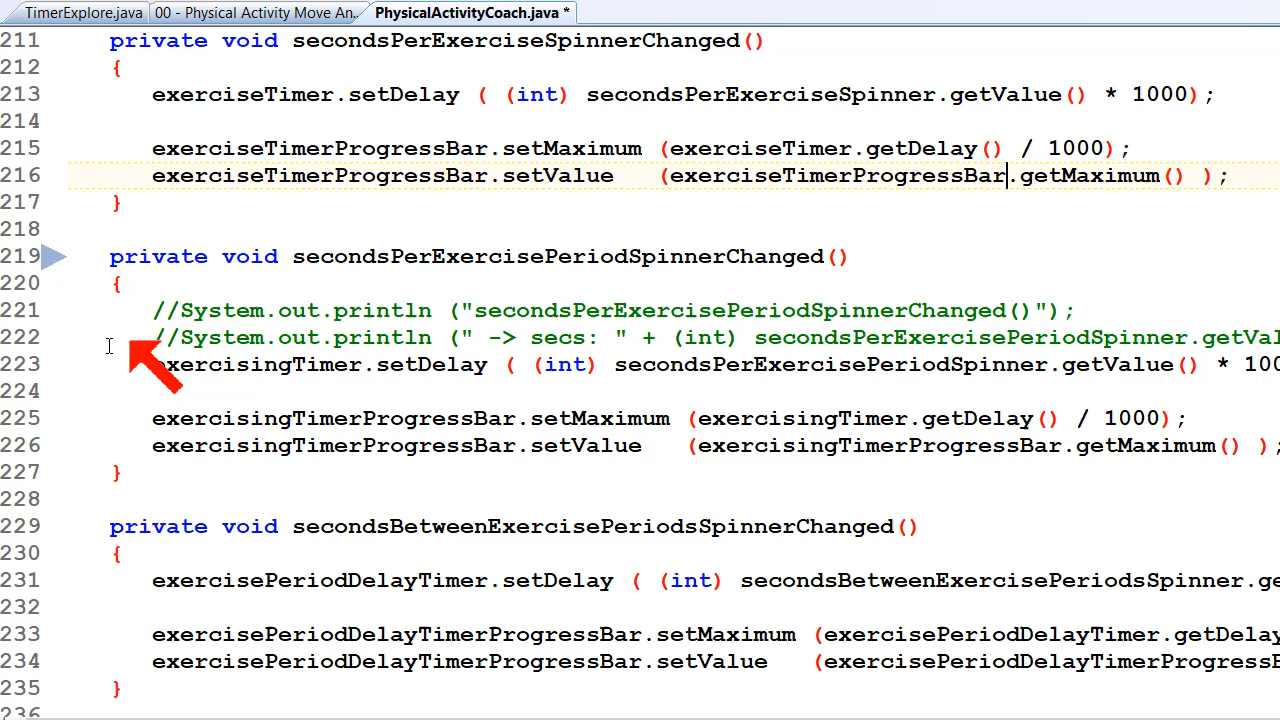 TimerExplore.java 00 - Physical Activity Move An... PhysicalActivityCoach.java *
211 private void secondsPerExerciseSpinnerChanged()
212 {
213 exerciseTimer.setDelay ( (int) secondsPerExerciseSpinner.getValue() * 1000);
214
215 exerciseTimerProgressBar.setMaximum (exerciseTimer.getDelay() / 1000);
216 exerciseTimerProgressBar.setValue (exerciseTimerProgressBar.getMaximum() );
217 }
218
219 private void secondsPerExercisePeriodSpinnerChanged()
220 {
221 //System.out.println ("secondsPerExercisePeriodSpinnerChanged()");
222 //System.out.println (" -> secs: " + (int) secondsPerExercisePeriodSpinner.getVal
223 exercisingTimer.setDelay ( (int) secondsPerExercisePeriodSpinner.getValue() * 100
224
225 exercisingTimerProgressBar.setMaximum (exercisingTimer.getDelay() / 1000);
226 exercisingTimerProgressBar.setValue (exercisingTimerProgressBar.getMaximum() );
227 }
228
229 private void secondsBetweenExercisePeriodsSpinnerChanged()
230 {
231 exercisePeriodDelayTimer.setDelay ( (int) secondsBetweenExercisePeriodsSpinner.ge
232
233 exercisePeriodDelayTimerProgressBar.setMaximum (exercisePeriodDelayTimer.getDelay
234 exercisePeriodDelayTimerProgressBar.setValue (exercisePeriodDelayTimerProgressB
235 }
236